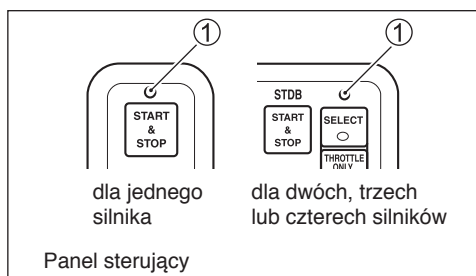 1
1
START
&
STOP
STDB
START
&
STOP
SELECT
THROTTLE
ONLY
dla jednego
silnika
dla dwóch, trzech
lub czterech silników
Panel sterujący